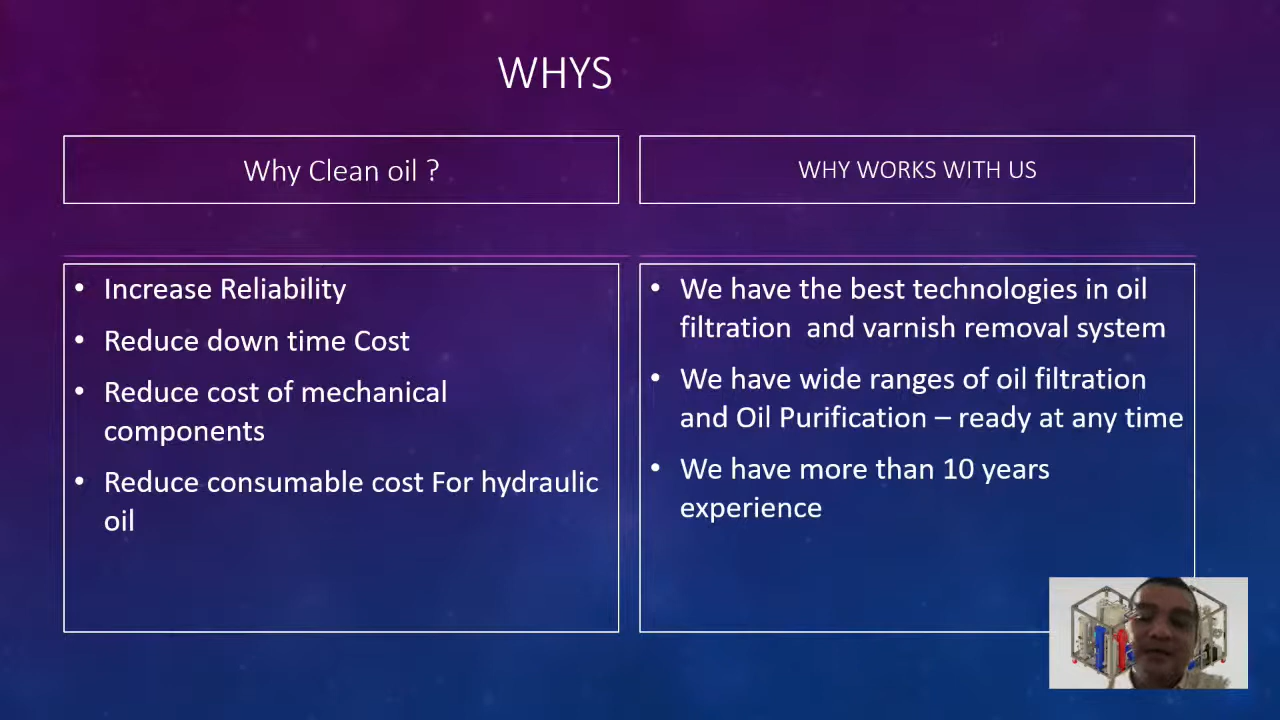 WHYS
Why Clean oil ?
WHY WORKS WITH US
• Increase Reliability
• Reduce down time Cost
• Reduce cost of mechanical
components
• Reduce consumable cost For hydraulic
oil
• We have the best technologies in oil
filtration  and varnish removal system
• We have wide ranges of oil filtration
and Oil Purification – ready at any time
• We have more than 10 years
experience